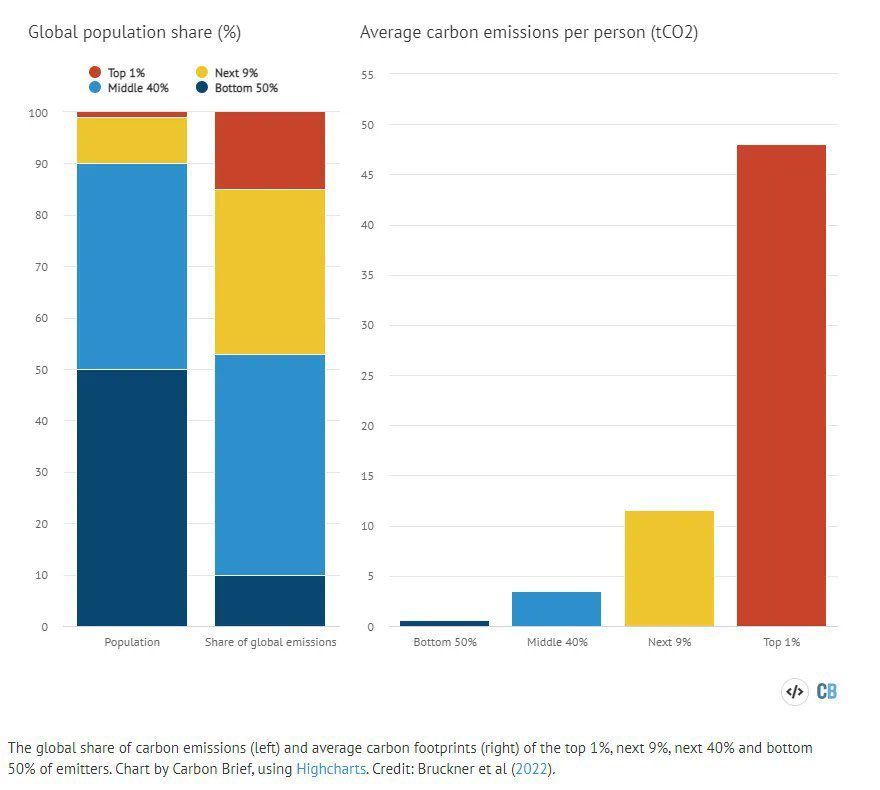 Global population share (%)
Average carbon emissions per person (tCO2)
Top 1%
Next 9%
Middle 40%
Bottom 50%
100
90
80
70
60
50
40
30
20
10
0
Population
Share of global emissions
55
50
45
40
35
30
25
20
15
10
5
0
Bottom 50%
Middle 40%
Next 9%
Top 1%
</>
CB
The global share of carbon emissions (left) and average carbon footprints (right) of the top 1%, next 9%, next 40% and bottom
50% of emitters. Chart by Carbon Brief, using Highcharts. Credit: Bruckner et al (2022).